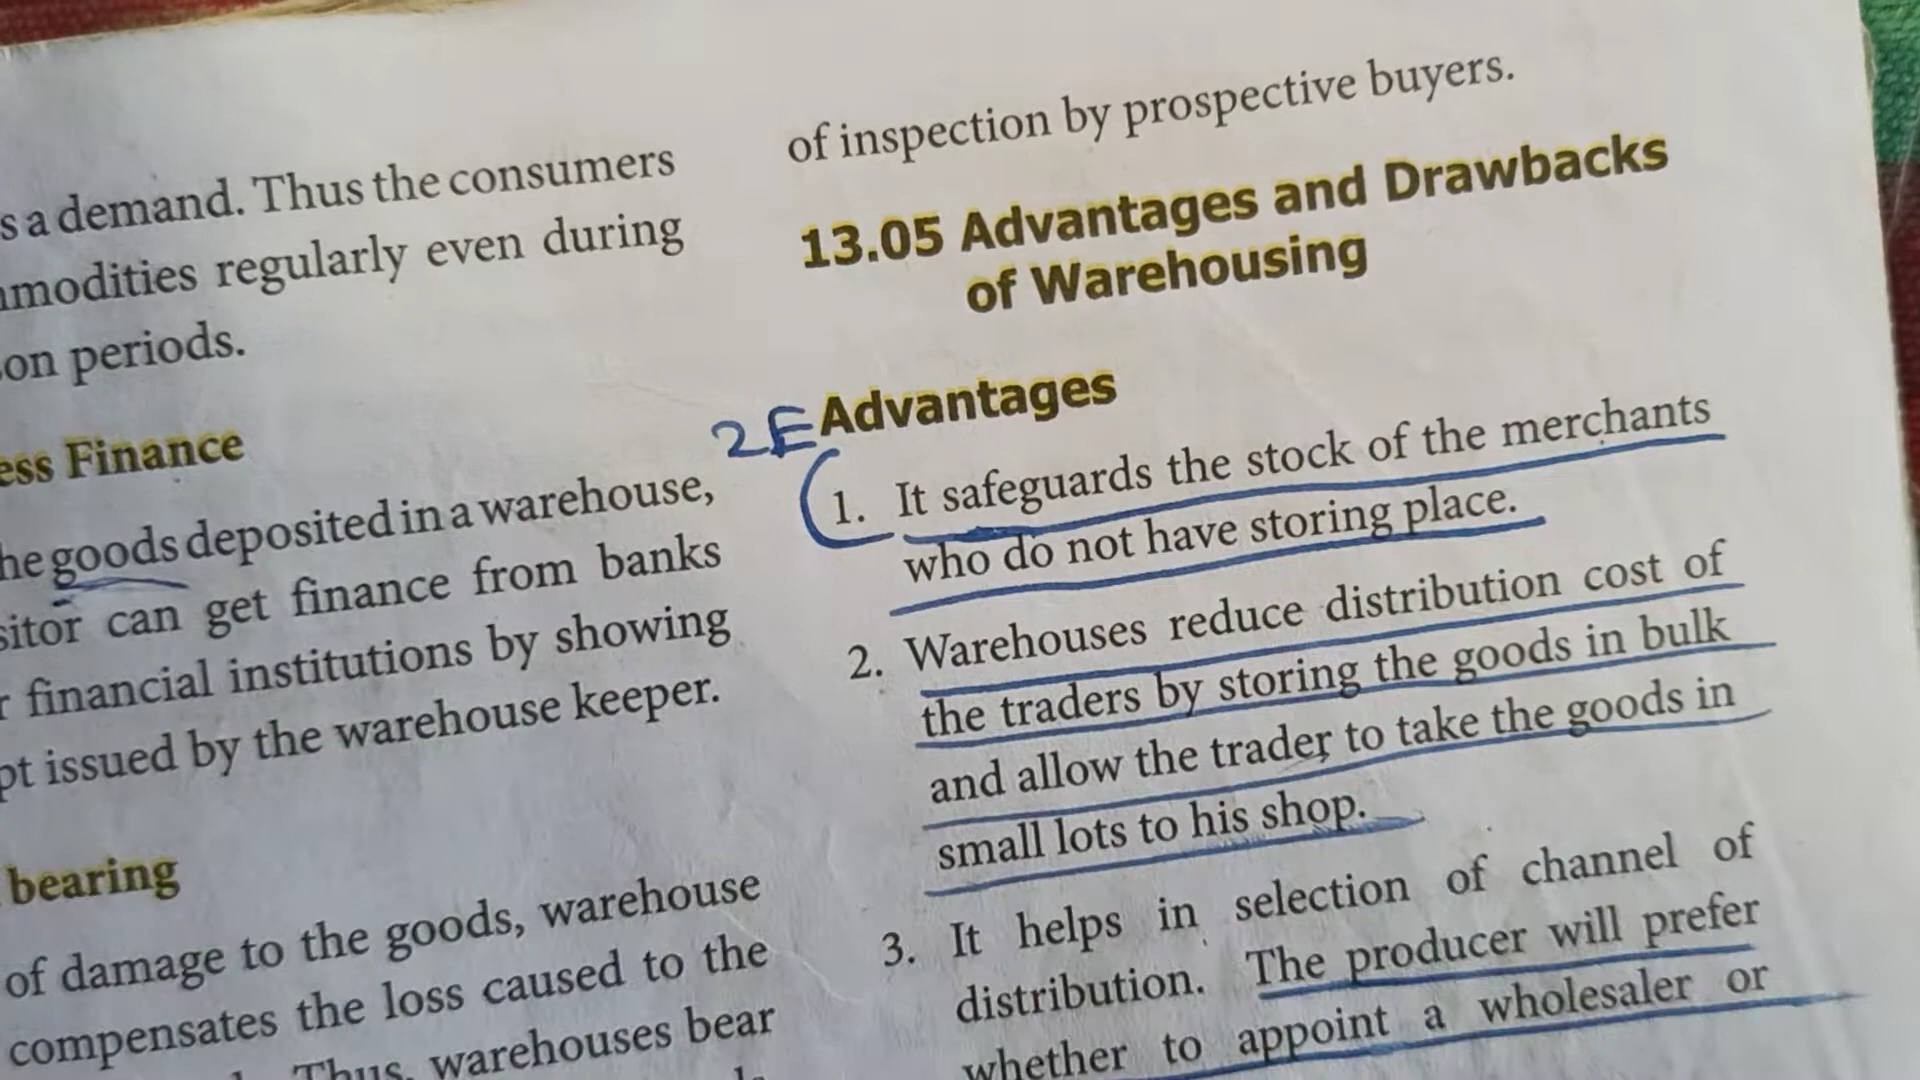 a demand. Thus the consumers
regularly even during
periods.
Finance
goods deposited in a warehouse,
can get finance from banks
financial institutions by showing
issued by the warehouse keeper.
bearing
of damage to the goods, warehouse
compensates the loss caused to the
Thus, warehouses bear
of inspection by prospective buyers.
13.05 Advantages and Drawbacks
of Warehousing
2E Advantages
1. It safeguards the stock of the merchants
who do not have storing place.
2. Warehouses reduce distribution cost of
the traders by storing the goods in bulk
and allow the trader to take the goods in
small lots to his shop.
3. It helps in selection of channel of
distribution. The producer will prefer
whether to appoint a wholesaler or